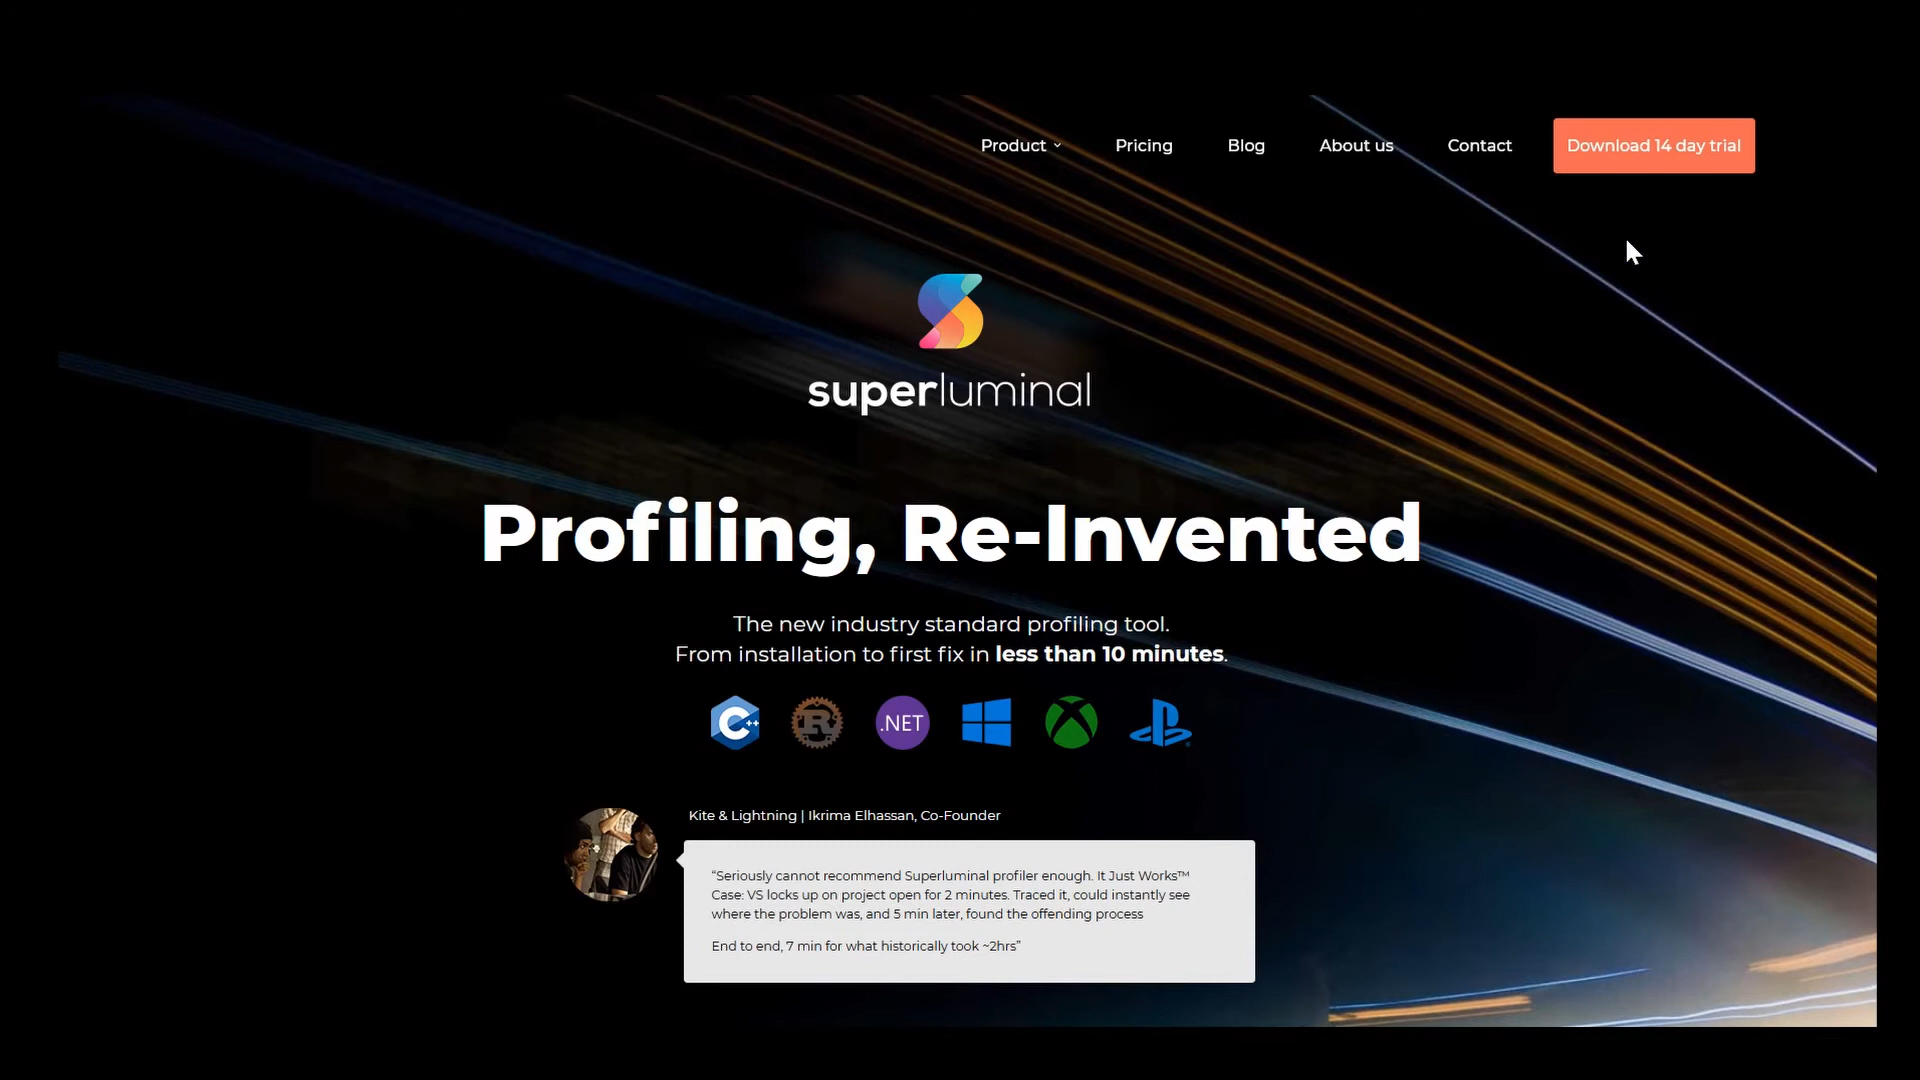 Product
Pricing
Blog
About us
Contact
Download 14 day trial
superluminal
Profiling, Re-Invented
The new industry standard profiling tool.
From installation to first fix in less than 10 minutes.
C++
R
.NET
Kite & Lightning | Ikrima Elhassan, Co-Founder
“Seriously cannot recommend Superluminal profiler enough. It Just Works™
Case: VS locks up on project open for 2 minutes. Traced it, could instantly see
where the problem was, and 5 min later, found the offending process
End to end, 7 min for what historically took ~2hrs”